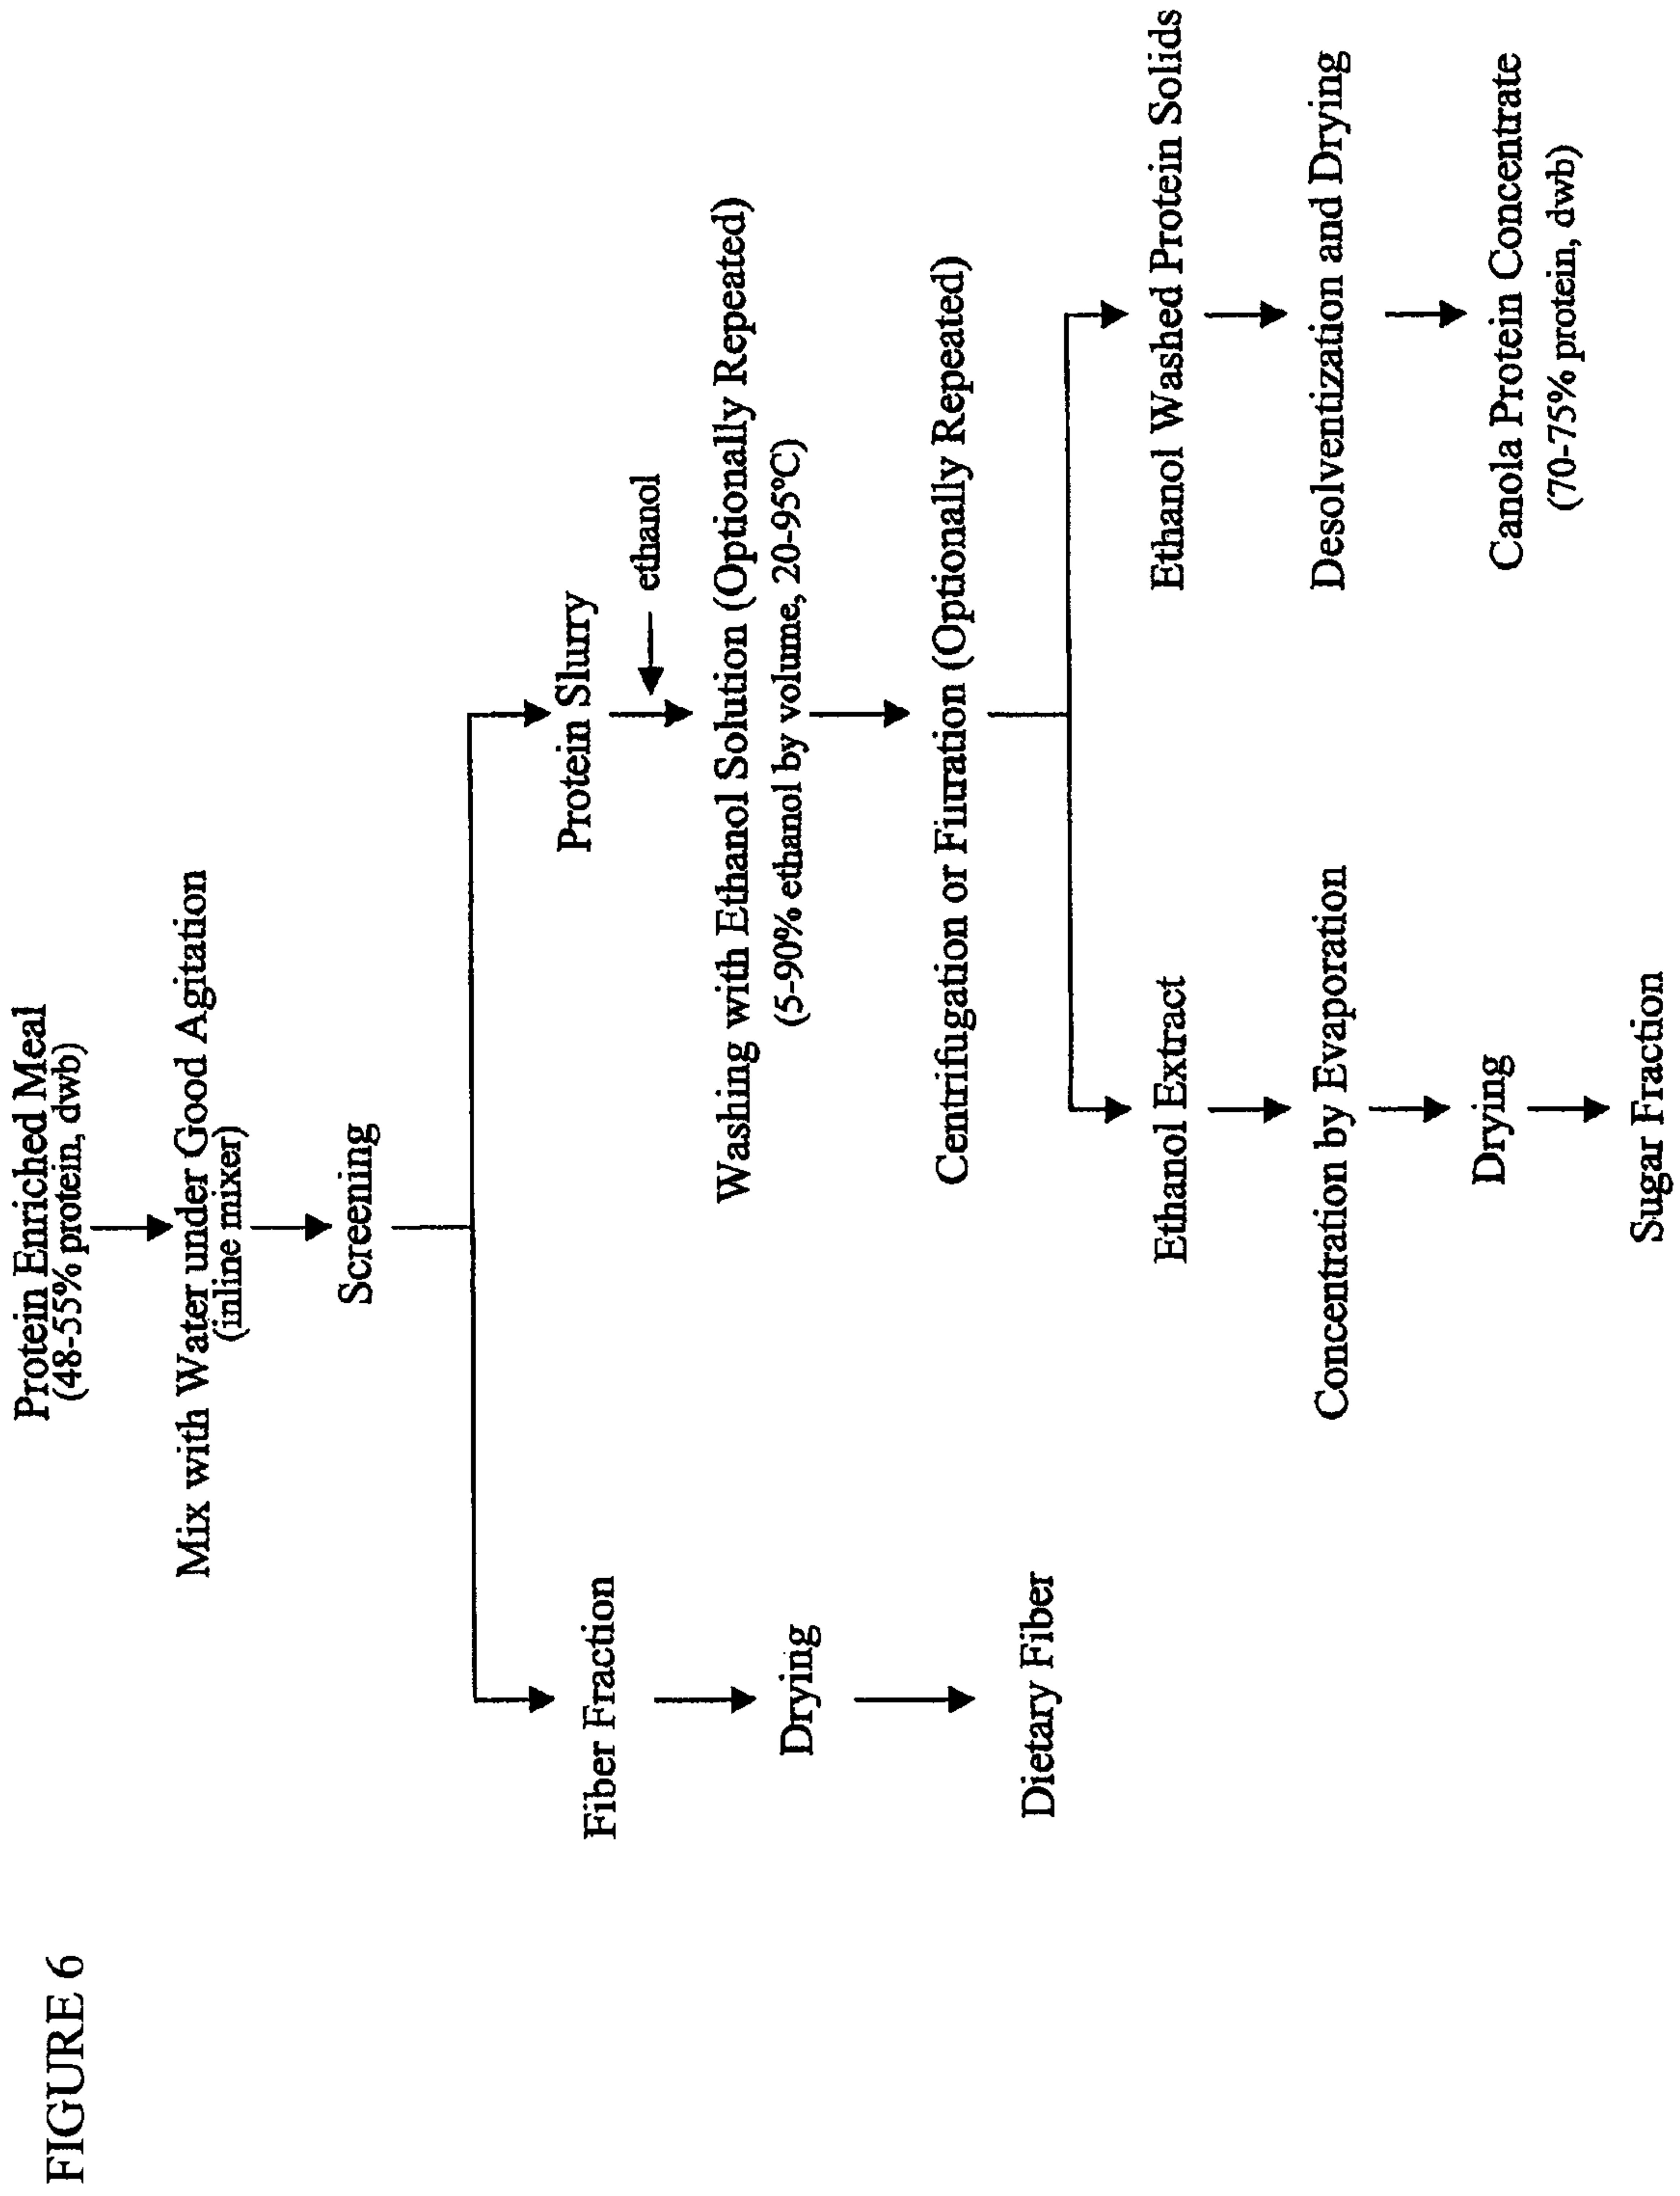 FIGURE 6
Protein Enriched Meal
(48-55% protein, dwb)
Mix with Water under Good Agitation
(inline mixer)
Screening
Fiber Fraction
Drying
Dietary Fiber
Protein Slurry
ethanol
Washing with Ethanol Solution (Optionally Repeated)
(5-90% ethanol by volume, 20-95°C)
Centrifugation or Filtration (Optionally Repeated)
Ethanol Extract
Concentration by Evaporation
Drying
Sugar Fraction
Ethanol Washed Protein Solids
Desolventization and Drying
Canola Protein Concentrate
(70-75% protein, dwb)